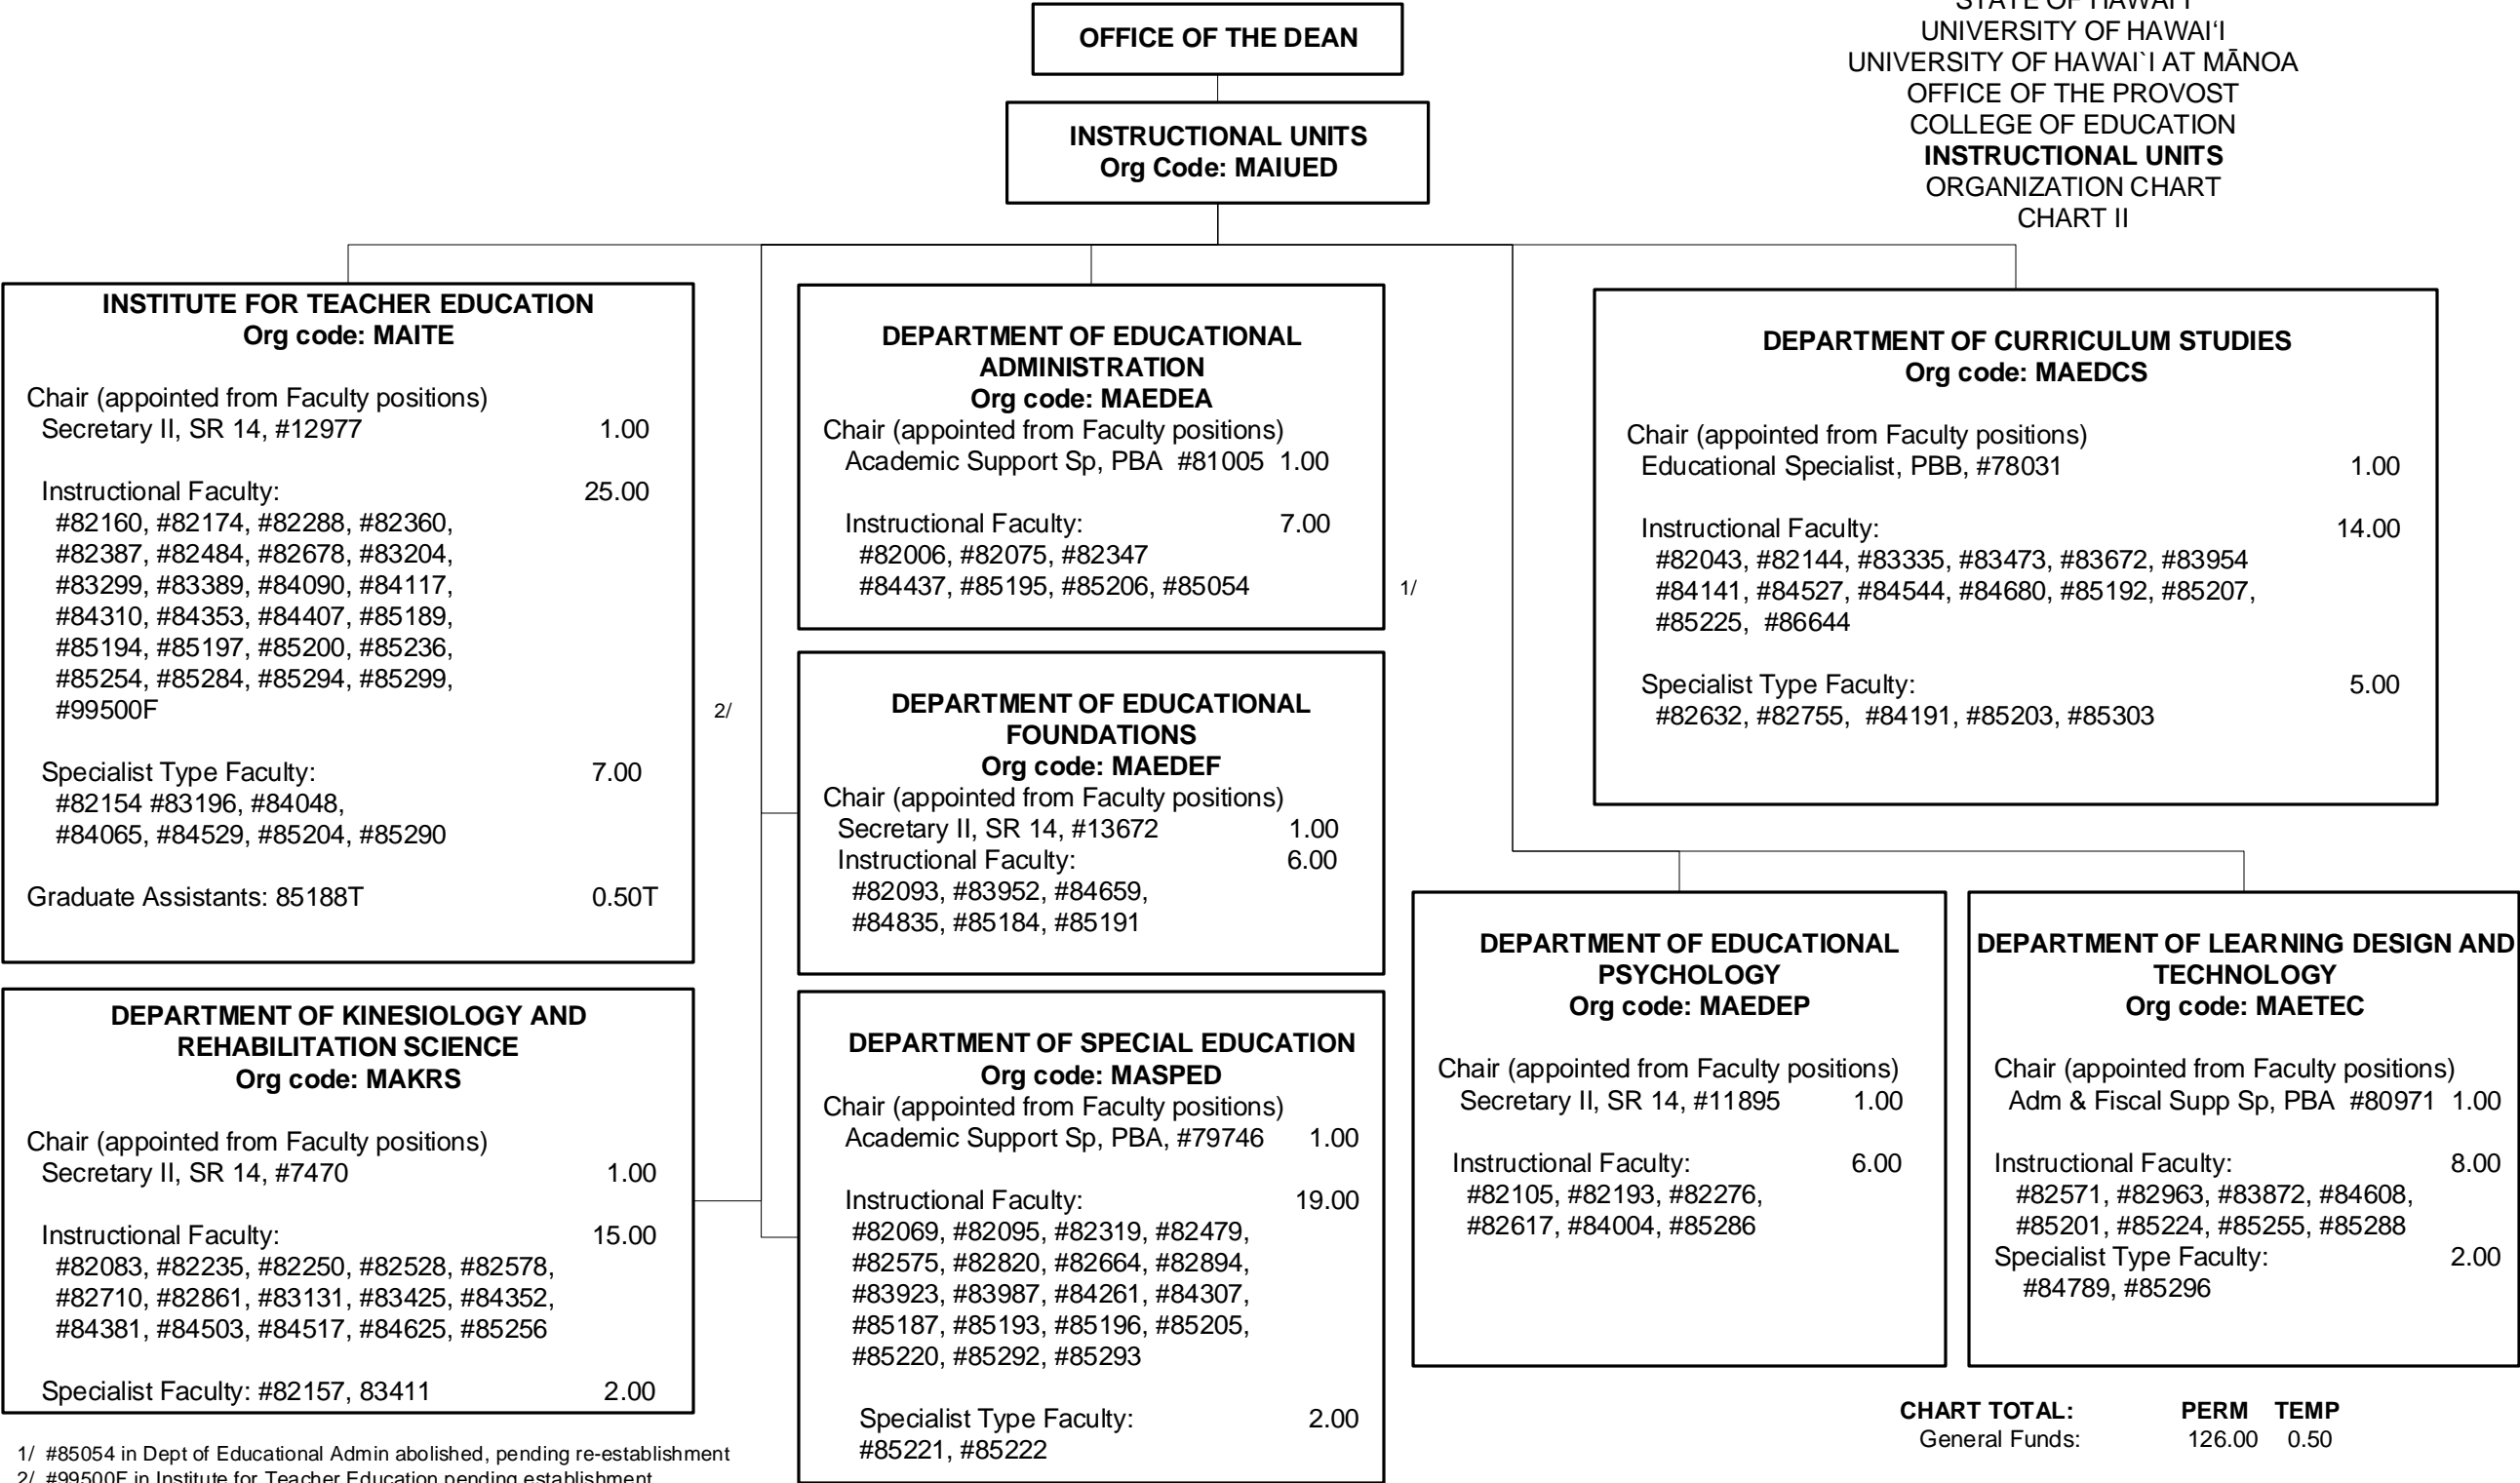 STATE OF HAWAI'I
UNIVERSITY OF HAWAI‘I
UNIVERSITY OF HAWAI`I AT MĀNOA
OFFICE OF THE PROVOST
COLLEGE OF EDUCATION
INSTRUCTIONAL UNITS
ORGANIZATION CHART
CHART II
OFFICE OF THE DEAN
INSTRUCTIONAL UNITS
Org Code: MAIUED
INSTITUTE FOR TEACHER EDUCATION
Org code: MAITE
Chair (appointed from Faculty positions)
Secretary II, SR 14, #12977 1.00
Instructional Faculty: 25.00
#82160, #82174, #82288, #82360,
#82387, #82484, #82678, #83204,
#83299, #83389, #84090, #84117,
#84310, #84353, #84407, #85189,
#85194, #85197, #85200, #85236,
#85254, #85284, #85294, #85299,
#99500F 2/
Specialist Type Faculty: 7.00
#82154 #83196, #84048,
#84065, #84529, #85204, #85290
Graduate Assistants: 85188T 0.50T
DEPARTMENT OF KINESIOLOGY AND
REHABILITATION SCIENCE
Org code: MAKRS
Chair (appointed from Faculty positions)
Secretary II, SR 14, #7470 1.00
Instructional Faculty: 15.00
#82083, #82235, #82250, #82528, #82578,
#82710, #82861, #83131, #83425, #84352,
#84381, #84503, #84517, #84625, #85256
Specialist Faculty: #82157, 83411 2.00
DEPARTMENT OF EDUCATIONAL
ADMINISTRATION
Org code: MAEDEA
Chair (appointed from Faculty positions)
Academic Support Sp, PBA #81005 1.00
Instructional Faculty: 7.00
#82006, #82075, #82347
#84437, #85195, #85206, #85054 1/
DEPARTMENT OF EDUCATIONAL
FOUNDATIONS
Org code: MAEDEF
Chair (appointed from Faculty positions)
Secretary II, SR 14, #13672 1.00
Instructional Faculty: 6.00
#82093, #83952, #84659,
#84835, #85184, #85191
DEPARTMENT OF SPECIAL EDUCATION
Org code: MASPED
Chair (appointed from Faculty positions)
Academic Support Sp, PBA, #79746 1.00
Instructional Faculty: 19.00
#82069, #82095, #82319, #82479,
#82575, #82820, #82664, #82894,
#83923, #83987, #84261, #84307,
#85187, #85193, #85196, #85205,
#85220, #85292, #85293
Specialist Type Faculty: 2.00
#85221, #85222
DEPARTMENT OF CURRICULUM STUDIES
Org code: MAEDCS
Chair (appointed from Faculty positions)
Educational Specialist, PBB, #78031 1.00
Instructional Faculty: 14.00
#82043, #82144, #83335, #83473, #83672, #83954
#84141, #84527, #84544, #84680, #85192, #85207,
#85225, #86644
Specialist Type Faculty: 5.00
#82632, #82755, #84191, #85203, #85303
DEPARTMENT OF EDUCATIONAL
PSYCHOLOGY
Org code: MAEDEP
Chair (appointed from Faculty positions)
Secretary II, SR 14, #11895 1.00
Instructional Faculty: 6.00
#82105, #82193, #82276,
#82617, #84004, #85286
DEPARTMENT OF LEARNING DESIGN AND
TECHNOLOGY
Org code: MAETEC
Chair (appointed from Faculty positions)
Adm & Fiscal Supp Sp, PBA #80971 1.00
Instructional Faculty: 8.00
#82571, #82963, #83872, #84608,
#85201, #85224, #85255, #85288
Specialist Type Faculty: 2.00
#84789, #85296
CHART TOTAL: PERM TEMP
General Funds: 126.00 0.50
1/ #85054 in Dept of Educational Admin abolished, pending re-establishment
2/ #99500F in Institute for Teacher Education pending establishment